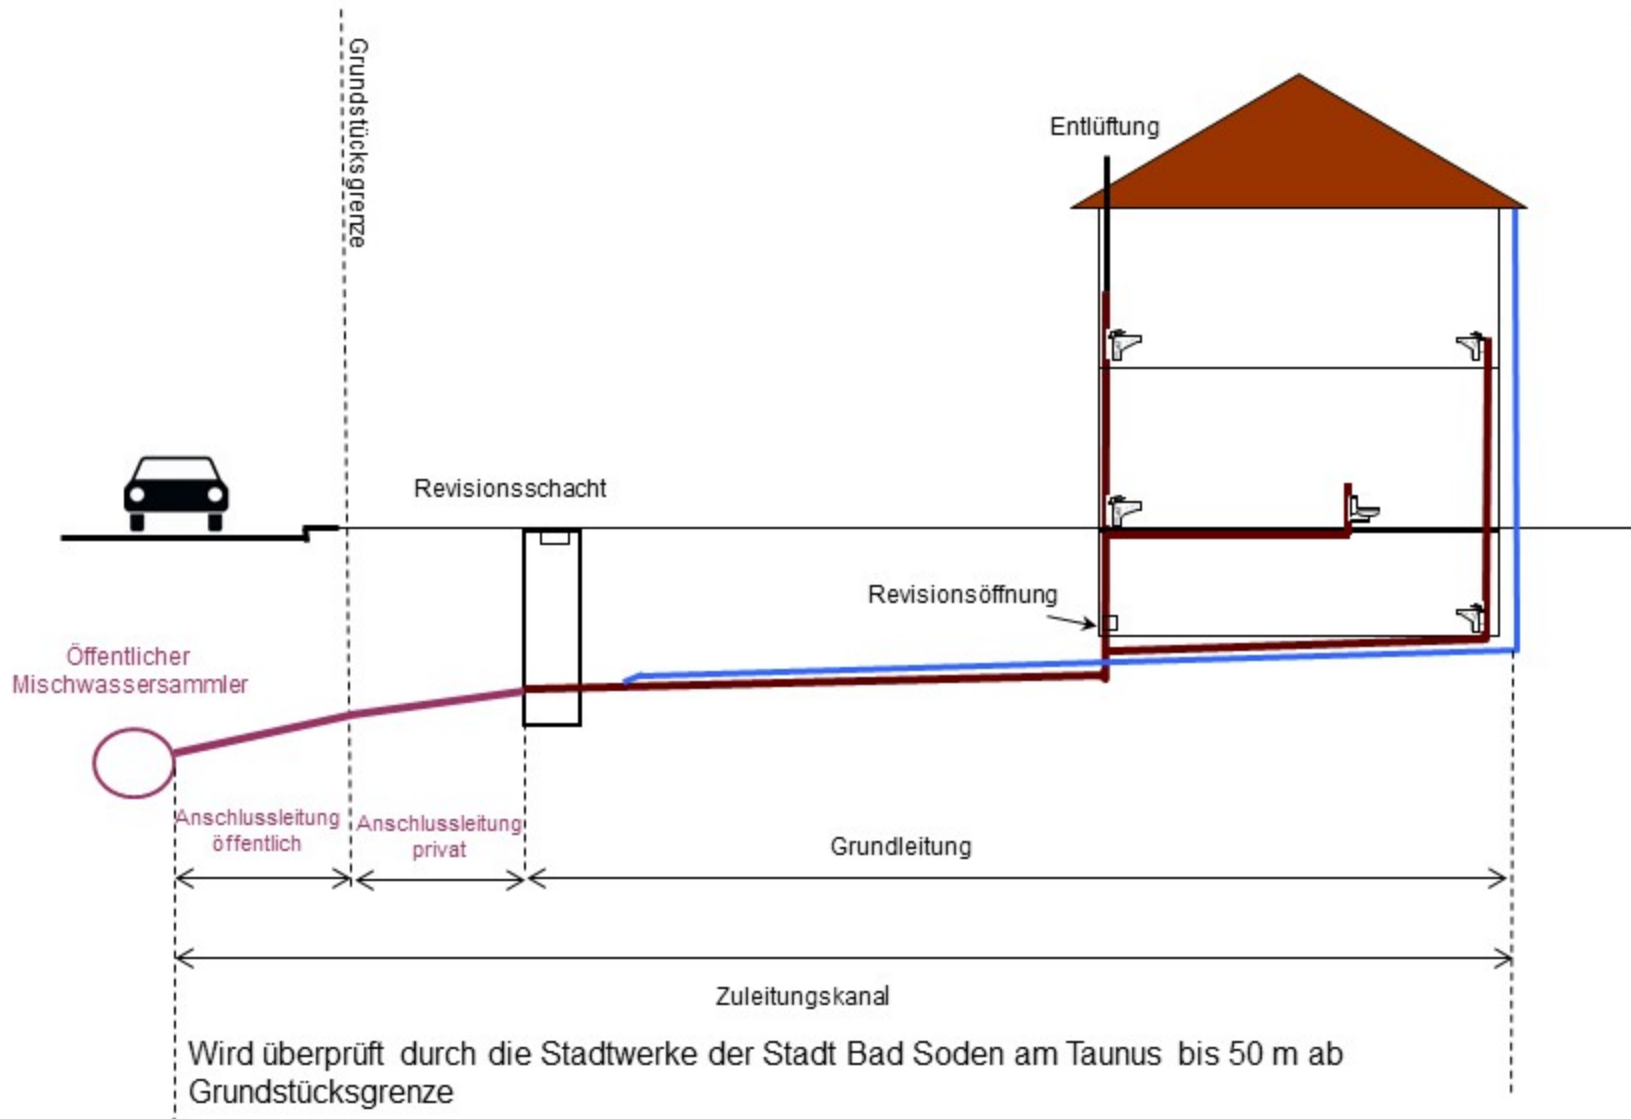 Grundstücksgrenze
Entlüftung
Revisionsschacht
Revisionsöffnung
Öffentlicher
Mischwassersammler
Anschlussleitung
öffentlich
Anschlussleitung
privat
Grundleitung
Zuleitungskanal
Wird überprüft durch die Stadtwerke der Stadt Bad Soden am Taunus bis 50 m ab
Grundstücksgrenze